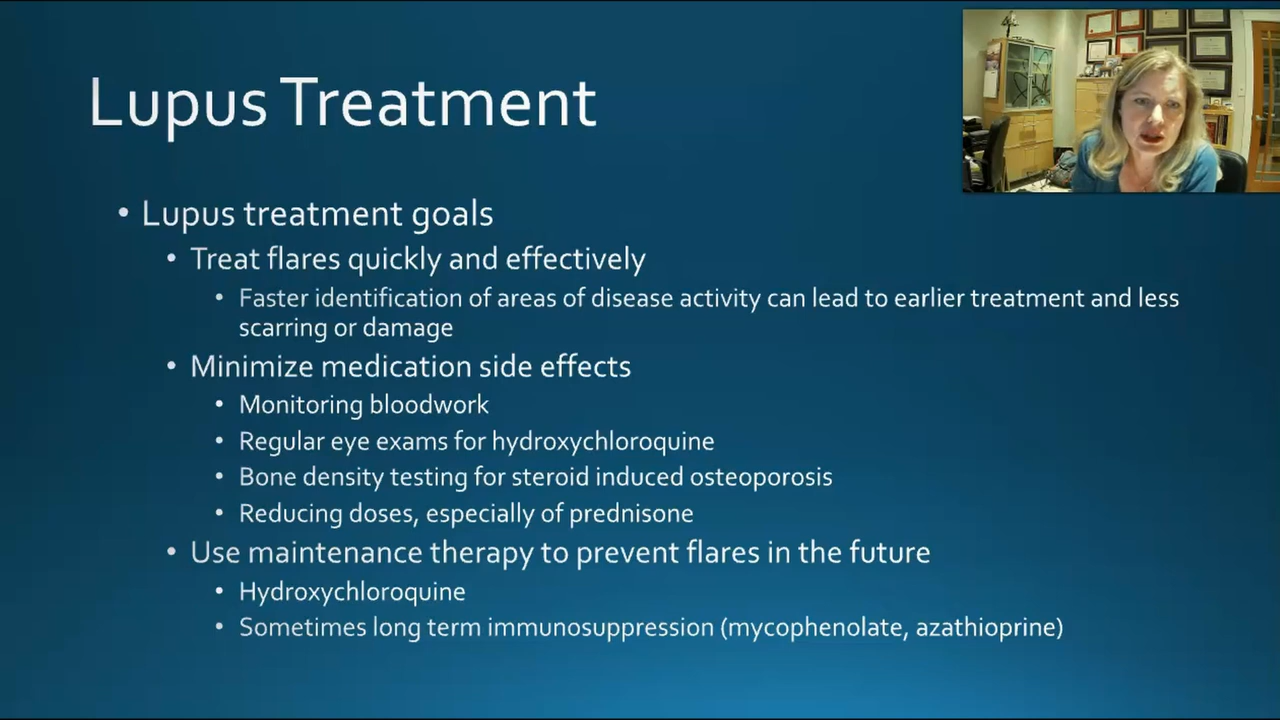 Lupus Treatment
• Lupus treatment goals
• Treat flares quickly and effectively
• Faster identification of areas of disease activity can lead to earlier treatment and less
scarring or damage
• Minimize medication side effects
• Monitoring bloodwork
• Regular eye exams for hydroxychloroquine
• Bone density testing for steroid induced osteoporosis
• Reducing doses, especially of prednisone
• Use maintenance therapy to prevent flares in the future
• Hydroxychloroquine
• Sometimes long term immunosuppression (mycophenolate, azathioprine)